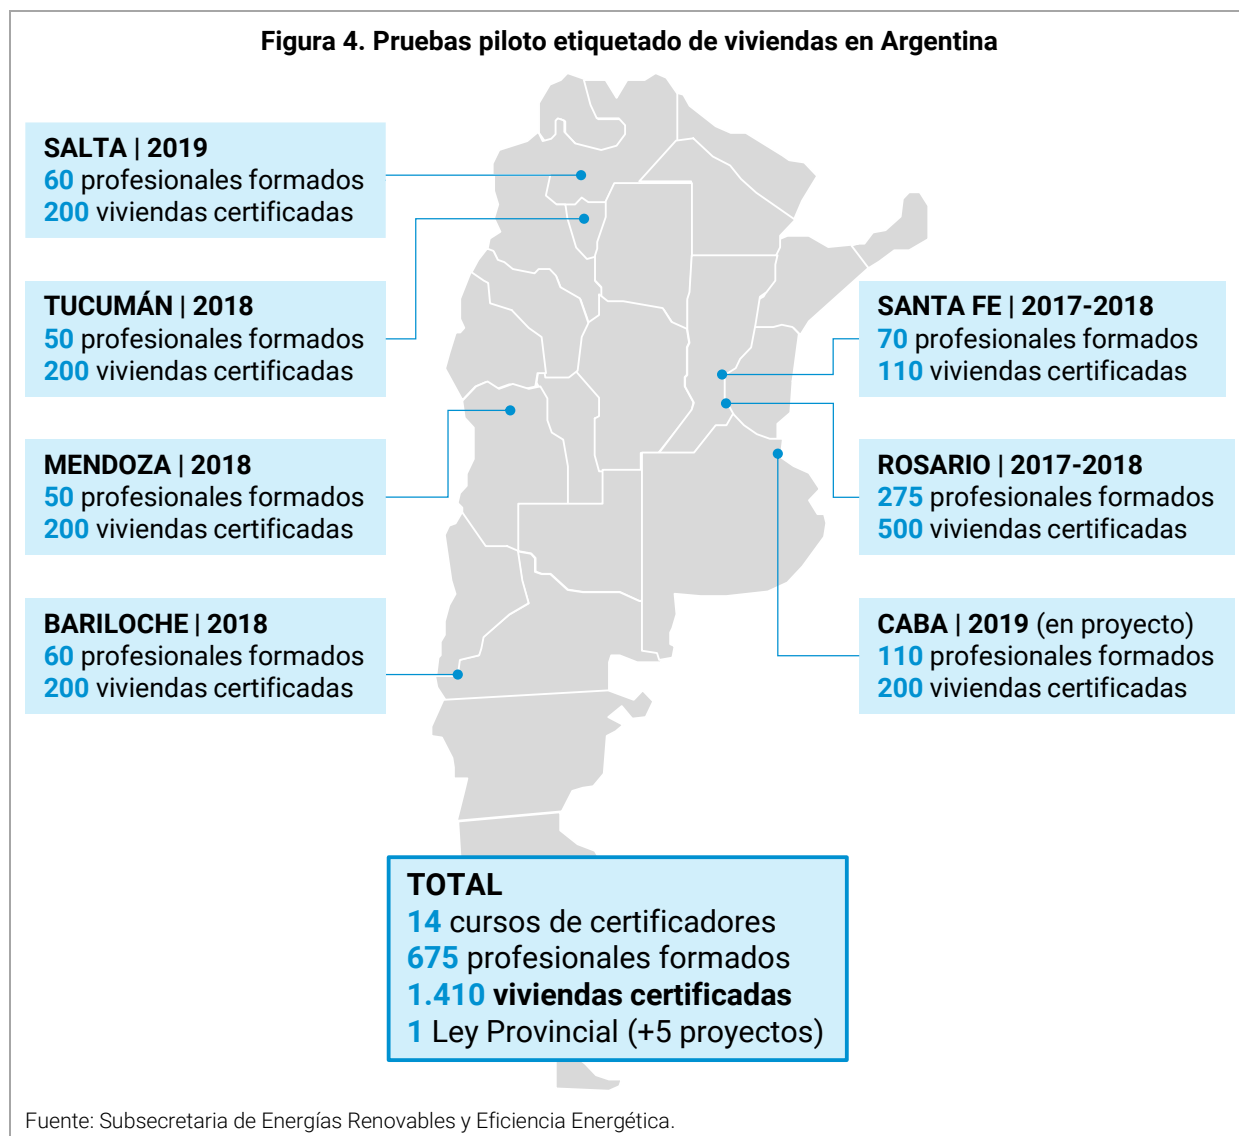 Figura 4. Pruebas piloto etiquetado de viviendas en Argentina
SALTA | 2019
60 profesionales formados
200 viviendas certificadas
TUCUMÁN | 2018
50 profesionales formados
200 viviendas certificadas
MENDOZA | 2018
50 profesionales formados
200 viviendas certificadas
BARILOCHE | 2018
60 profesionales formados
200 viviendas certificadas
SANTA FE | 2017-2018
70 profesionales formados
110 viviendas certificadas
ROSARIO | 2017-2018
275 profesionales formados
500 viviendas certificadas
CABA | 2019 (en proyecto)
110 profesionales formados
200 viviendas certificadas
TOTAL
14 cursos de certificadores
675 profesionales formados
1.410 viviendas certificadas
1 Ley Provincial (+5 proyectos)
Fuente: Subsecretaria de Energías Renovables y Eficiencia Energética.